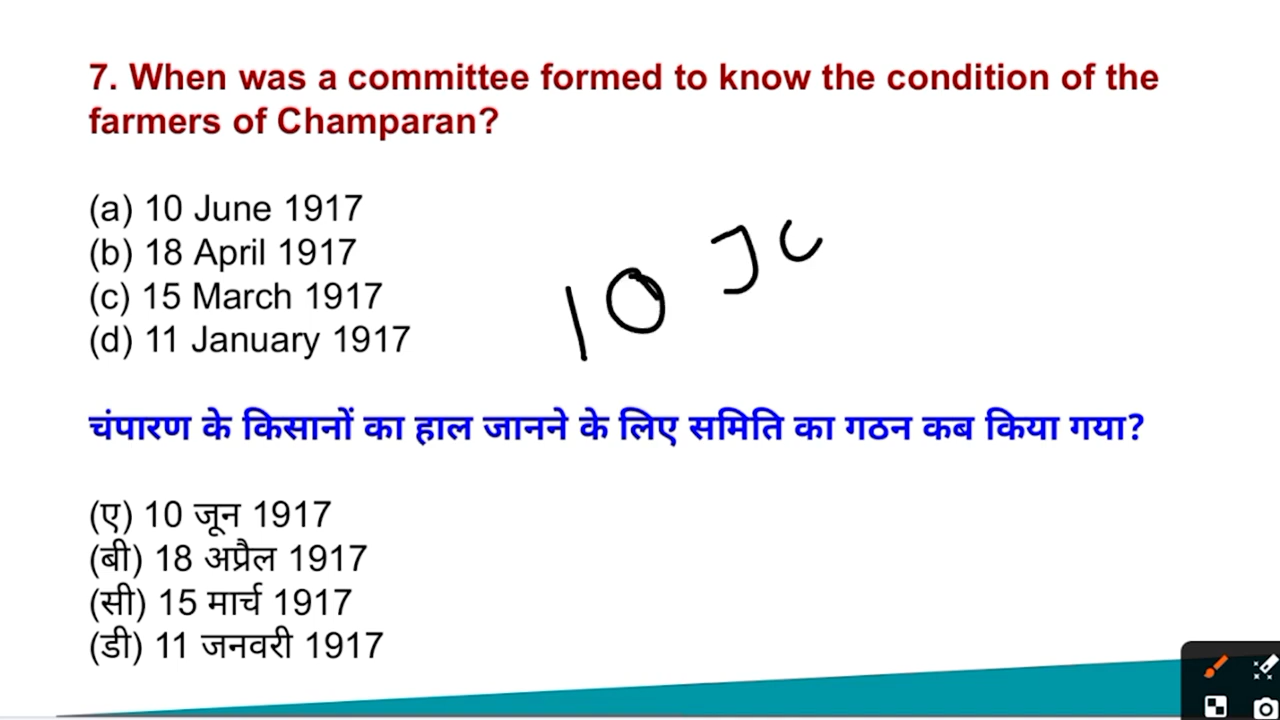 7. When was a committee formed to know the condition of the
farmers of Champaran?
(a) 10 June 1917
(b) 18 April 1917
(c) 15 March 1917
(d) 11 January 1917
10 Ju
चंपारण के किसानों का हाल जानने के लिए समिति का गठन कब किया गया?
(ए) 10 जून 1917
(बी) 18 अप्रैल 1917
(सी) 15 मार्च 1917
(डी) 11 जनवरी 1917